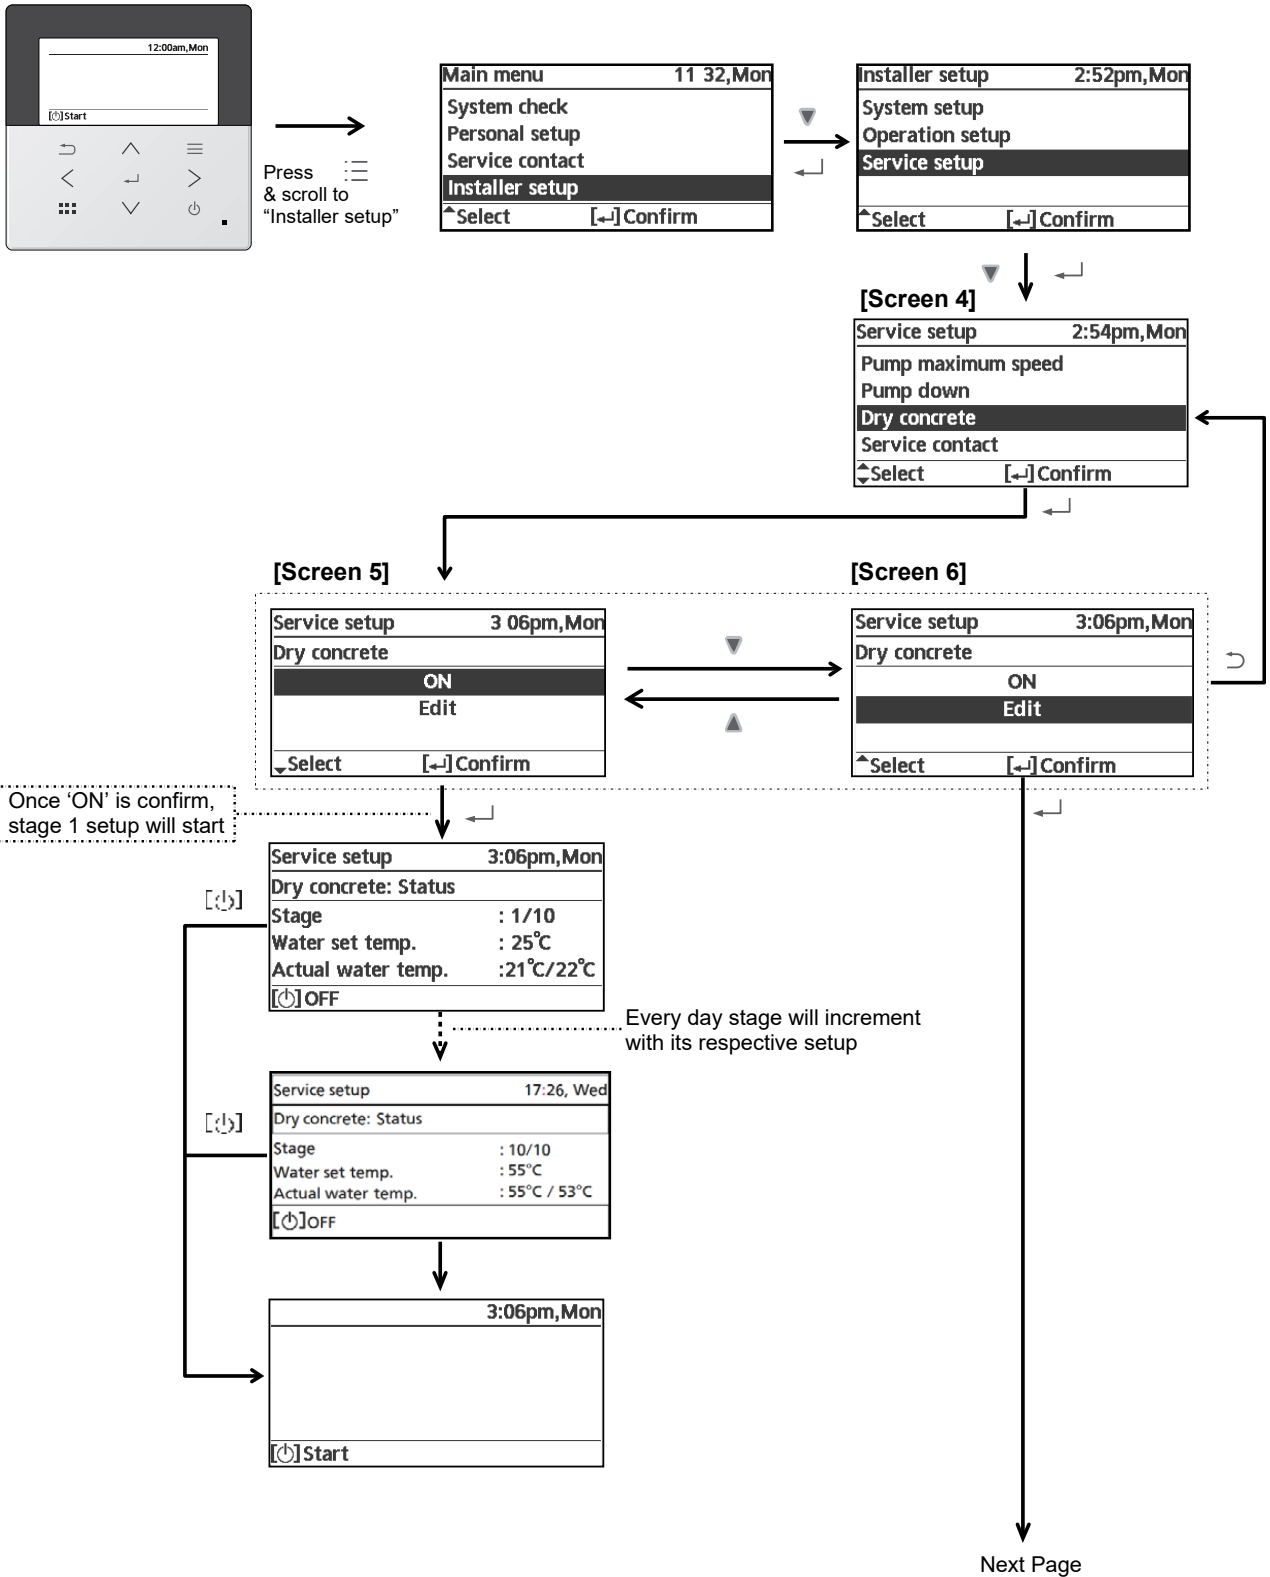 12:00am,Mon
[⏻]Start
Press
& scroll to
“Installer setup”
Main menu 11 32,Mon
System check
Personal setup
Service contact
Installer setup
Select [↵]Confirm
Installer setup 2:52pm,Mon
System setup
Operation setup
Service setup
Select [↵]Confirm
[Screen 4]
Service setup 2:54pm,Mon
Pump maximum speed
Pump down
Dry concrete
Service contact
Select [↵]Confirm
[Screen 5]
Service setup 3 06pm,Mon
Dry concrete
ON
Edit
Select [↵]Confirm
[Screen 6]
Service setup 3:06pm,Mon
Dry concrete
ON
Edit
Select [↵]Confirm
Once ‘ON’ is confirm,
stage 1 setup will start
Service setup 3:06pm,Mon
Dry concrete: Status
Stage : 1/10
Water set temp. : 25°C
Actual water temp. :21°C/22°C
[⏻]OFF
[⏻]
Every day stage will increment
with its respective setup
Service setup 17:26, Wed
Dry concrete: Status
Stage : 10/10
Water set temp. : 55°C
Actual water temp. : 55°C / 53°C
[⏻]OFF
[⏻]
3:06pm,Mon
[⏻]Start
Next Page